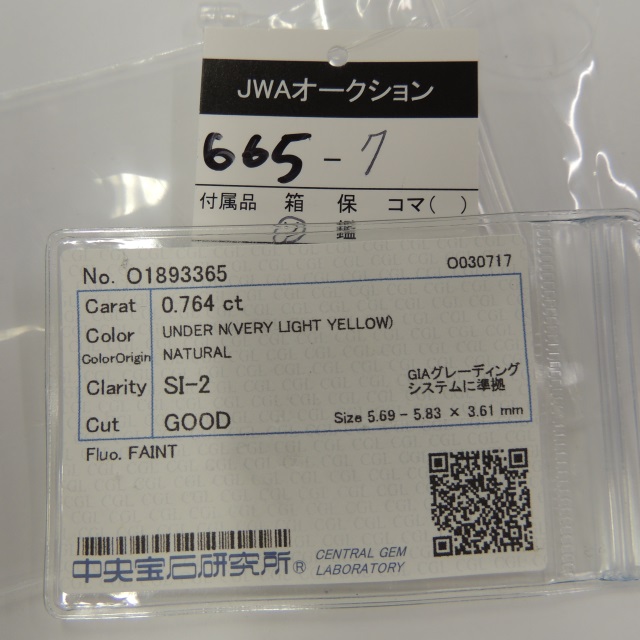 JWAオークション
665-7
付属品 箱 保 コマ( )
鑑
No. O1893365 O030717
Carat 0.764 ct
Color UNDER N(VERY LIGHT YELLOW)
ColorOrigin NATURAL
Clarity SI-2 GIAグレーディング
システムに準拠
Cut GOOD Size 5.69 - 5.83 × 3.61 mm
Fluo. FAINT
中央宝石研究所® CENTRAL GEM
LABORATORY